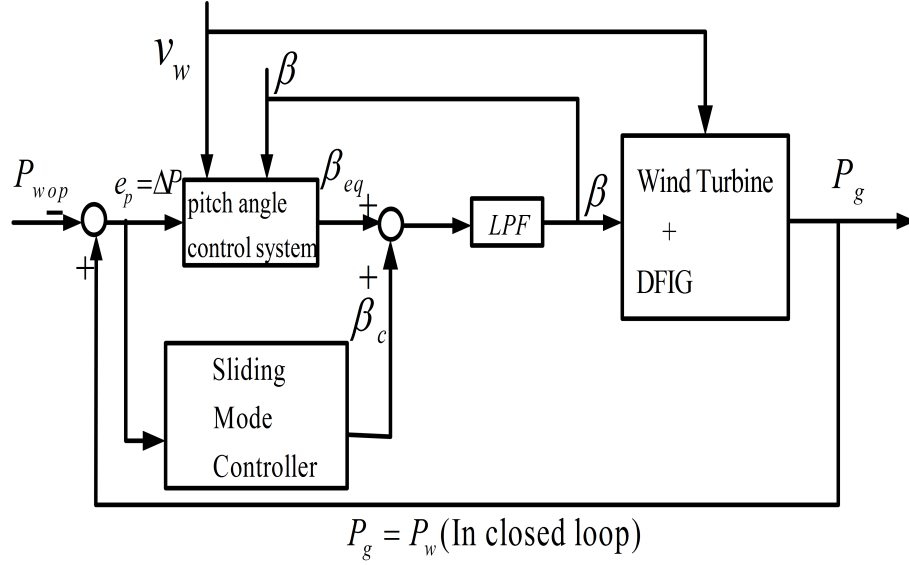 v_w
β
P_wop
-
e_p = ΔP
pitch angle
control system
β_eq
+
LPF
β
Wind Turbine
+
DFIG
P_g
+
+
β_c
Sliding
Mode
Controller
P_g = P_w (In closed loop)